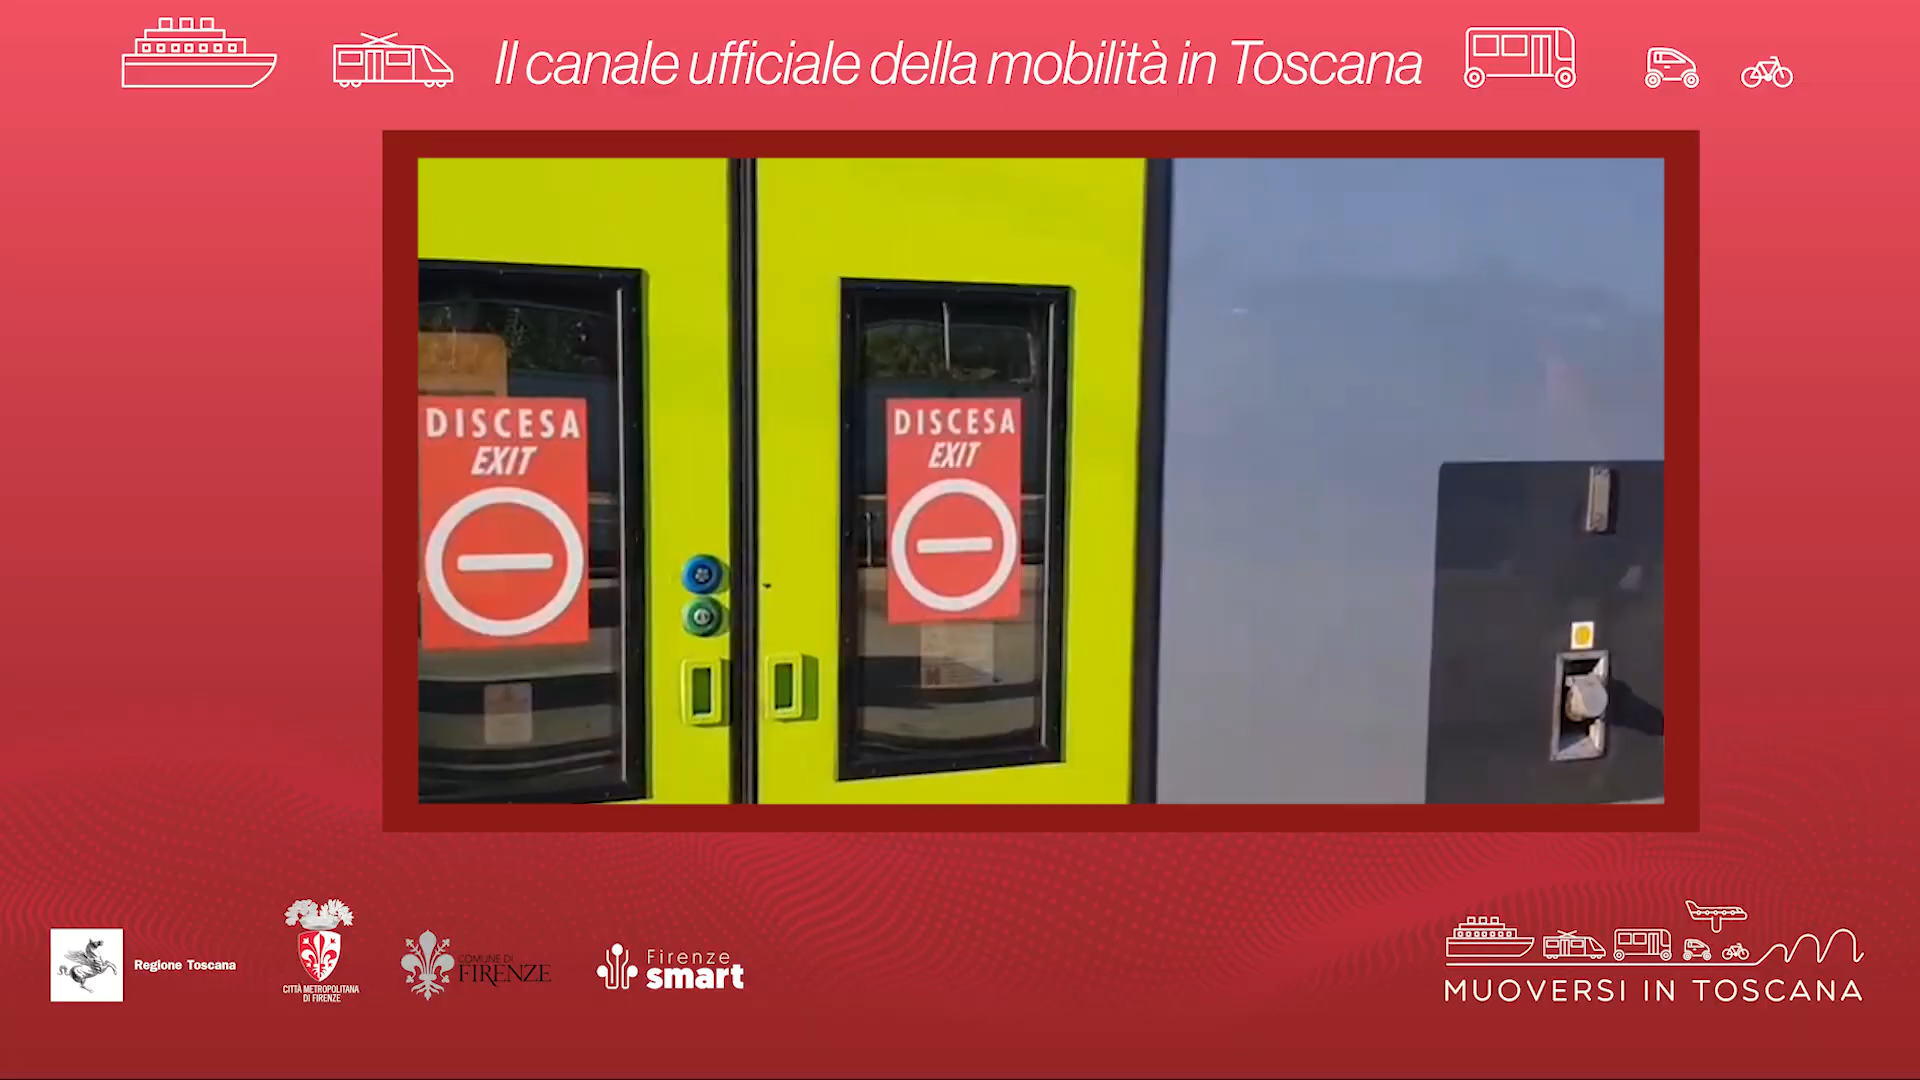 Il canale ufficiale della mobilità in Toscana
DISCESA
EXIT
DISCESA
EXIT
Regione Toscana
CITTÀ METROPOLITANA
DI FIRENZE
COMUNE DI
FIRENZE
Firenze
smart
MUOVERSI IN TOSCANA